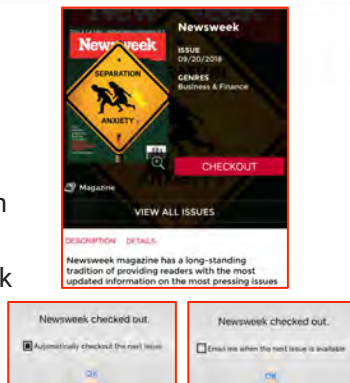 Newsweek
Newsweek
ISSUE
09/20/2018
SEPARATION
GENRES
Business & Finance
ANXIETY
CHECKOUT
Magazine
n
VIEW ALL ISSUES
DESCRIPTION DETAILS
Newsweek magazine has a long-standing
tradition of providing readers with the most
updated information on the most pressing issues
k
Newsweek checked out.
Automatically checkout the next issue
OK
Newsweek checked out.
Email me when the next issue is available
OK